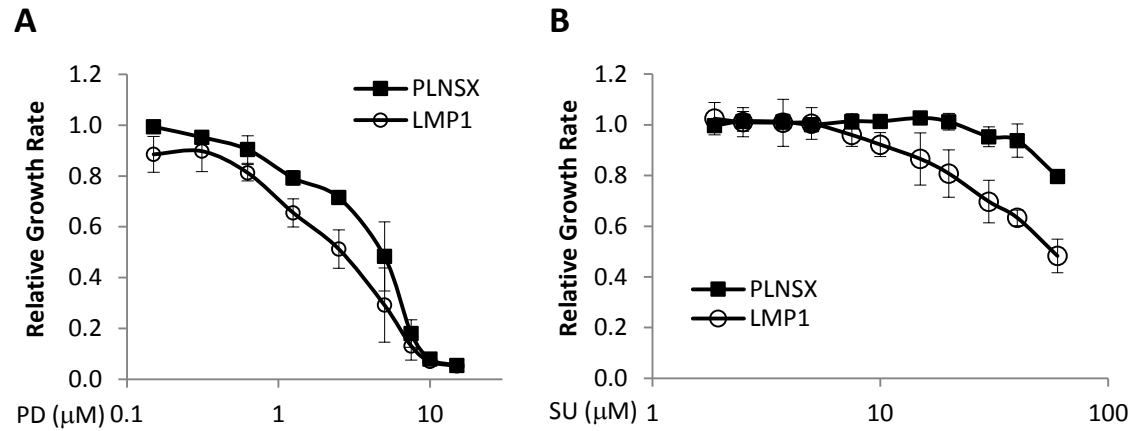 A
B
Relative Growth Rate
1.2
1.0
0.8
0.6
0.4
0.2
0.0
PLNSX
LMP1
PD (μM) 0.1 1 10
Relative Growth Rate
1.2
1.0
0.8
0.6
0.4
0.2
0.0
PLNSX
LMP1
SU (μM) 1 10 100